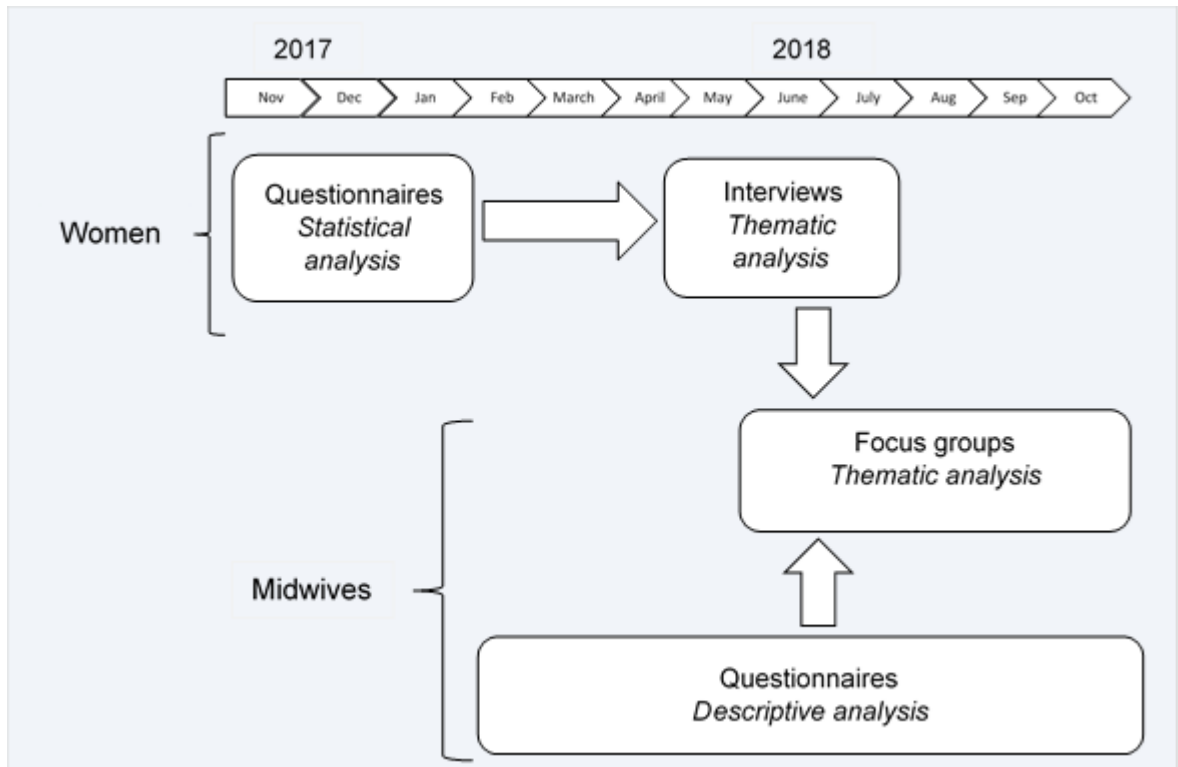 2017
2018
Nov Dec Jan Feb March April May June July Aug Sep Oct
Women
Questionnaires
Statistical
analysis
Interviews
Thematic
analysis
Midwives
Focus groups
Thematic analysis
Questionnaires
Descriptive analysis